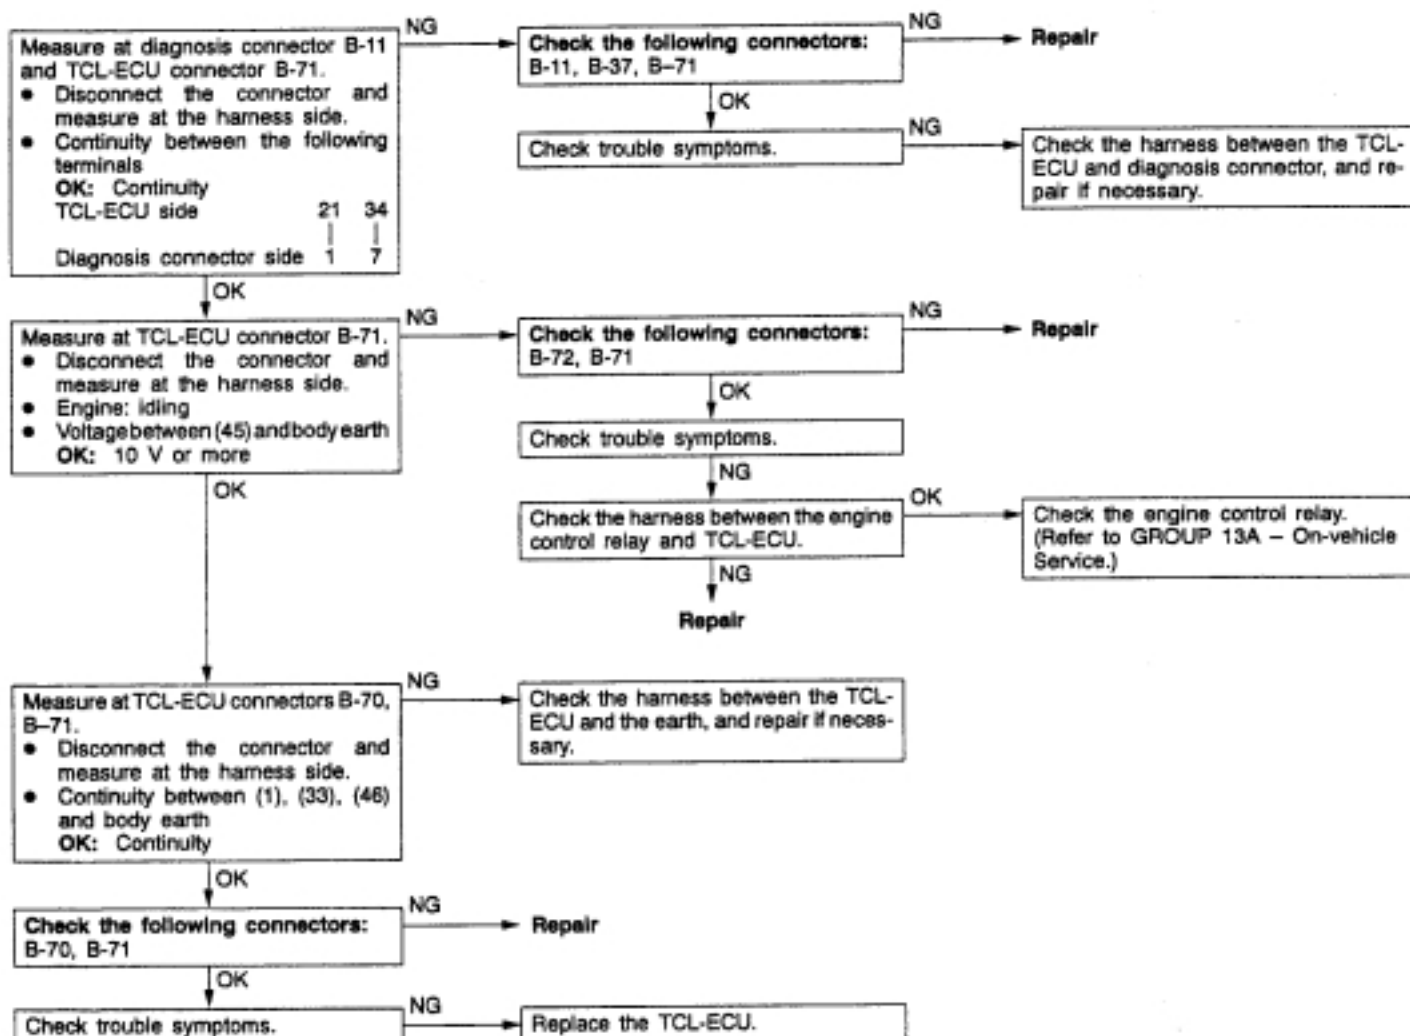 Measure at diagnosis connector B-11
and TCL-ECU connector B-71.
● Disconnect the connector and
measure at the harness side.
● Continuity between the following
terminals
OK: Continuity
TCL-ECU side 21 34
Diagnosis connector side 1 7
NG
Check the following connectors:
B-11, B-37, B–71
NG
Repair
OK
Check trouble symptoms.
NG
Check the harness between the TCL-
ECU and diagnosis connector, and re-
pair if necessary.
OK
Measure at TCL-ECU connector B-71.
● Disconnect the connector and
measure at the harness side.
● Engine: idling
● Voltage between (45) and body earth
OK: 10 V or more
NG
Check the following connectors:
B-72, B-71
NG
Repair
OK
Check trouble symptoms.
NG
Check the harness between the engine
control relay and TCL-ECU.
OK
Check the engine control relay.
(Refer to GROUP 13A – On-vehicle
Service.)
NG
Repair
OK
Measure at TCL-ECU connectors B-70,
B–71.
● Disconnect the connector and
measure at the harness side.
● Continuity between (1), (33), (46)
and body earth
OK: Continuity
NG
Check the harness between the TCL-
ECU and the earth, and repair if neces-
sary.
OK
Check the following connectors:
B-70, B-71
NG
Repair
OK
Check trouble symptoms.
NG
Replace the TCL-ECU.